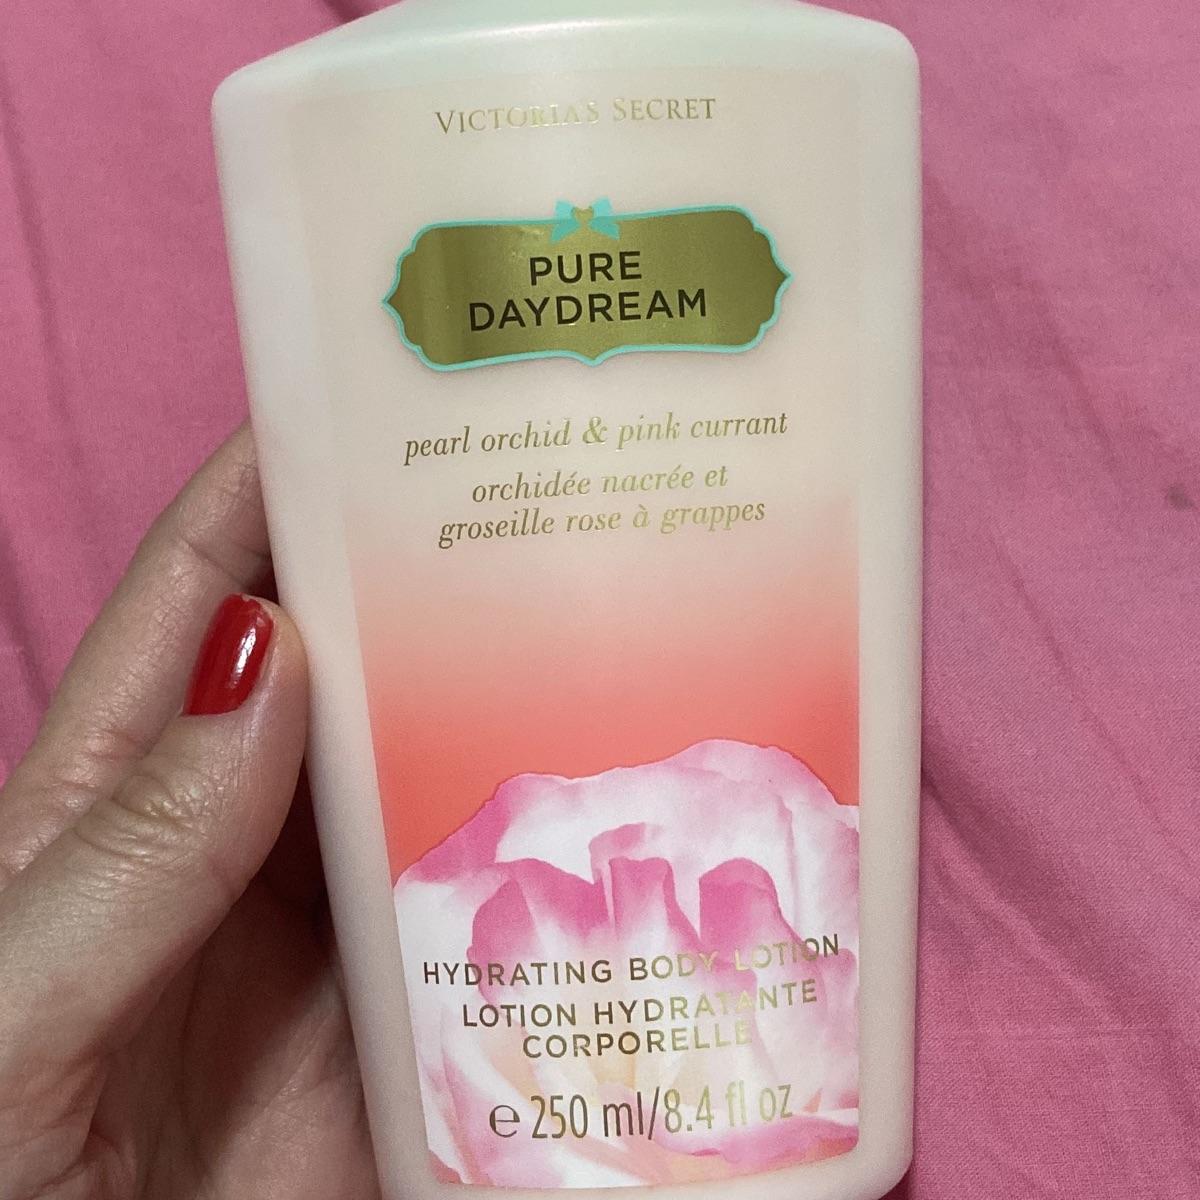 VICTORIA'S SECRET
PURE
DAYDREAM
pearl orchid & pink currant
orchidée nacrée et
groseille rose à grappes
HYDRATING BODY LOTION
LOTION HYDRATANTE
CORPORELLE
℮ 250 ml/8.4 fl oz